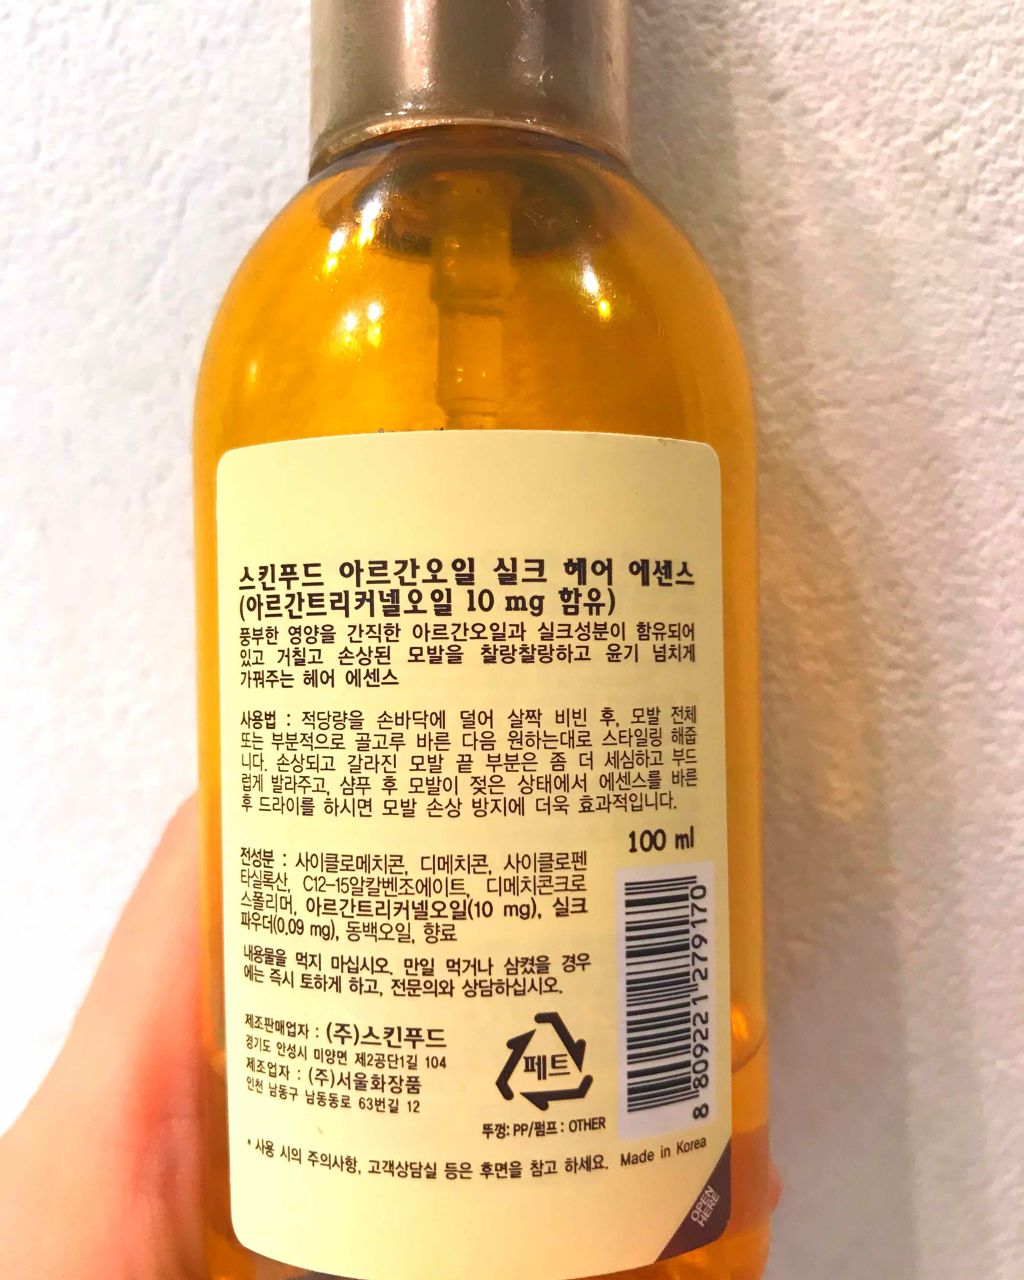 스킨푸드 아르간오일 실크 헤어 에센스
(아르간트리커넬오일 10 mg 함유)
풍부한 영양을 간직한 아르간오일과 실크성분이 함유되어
있고 거칠고 손상된 모발을 찰랑찰랑하고 윤기 넘치게
가꿔주는 헤어 에센스
사용법 : 적당량을 손바닥에 덜어 살짝 비빈 후, 모발 전체
또는 부분적으로 골고루 바른 다음 원하는대로 스타일링 해줍
니다. 손상되고 갈라진 모발 끝 부분은 좀 더 세심하고 부드
럽게 발라주고, 샴푸 후 모발이 젖은 상태에서 에센스를 바른
후 드라이를 하시면 모발 손상 방지에 더욱 효과적입니다.
100 ml
전성분 : 사이클로메치콘, 디메치콘, 사이클로펜
타실록산, C12-15알칼벤조에이트, 디메치콘크로
스폴리머, 아르간트리커넬오일(10 mg), 실크
파우더(0.09 mg), 동백오일, 향료
내용물을 먹지 마십시오. 만일 먹거나 삼켰을 경우
에는 즉시 토하게 하고, 전문의와 상담하십시오.
제조판매업자 : (주)스킨푸드
경기도 안성시 미양면 제2공단1길 104
제조업자 : (주)서울화장품
인천 남동구 남동동로 63번길 12
페트
뚜껑: PP/펌프: OTHER
8 809221 279170
* 사용 시의 주의사항, 고객상담실 등은 후면을 참고 하세요. Made in Korea
OPEN
HERE